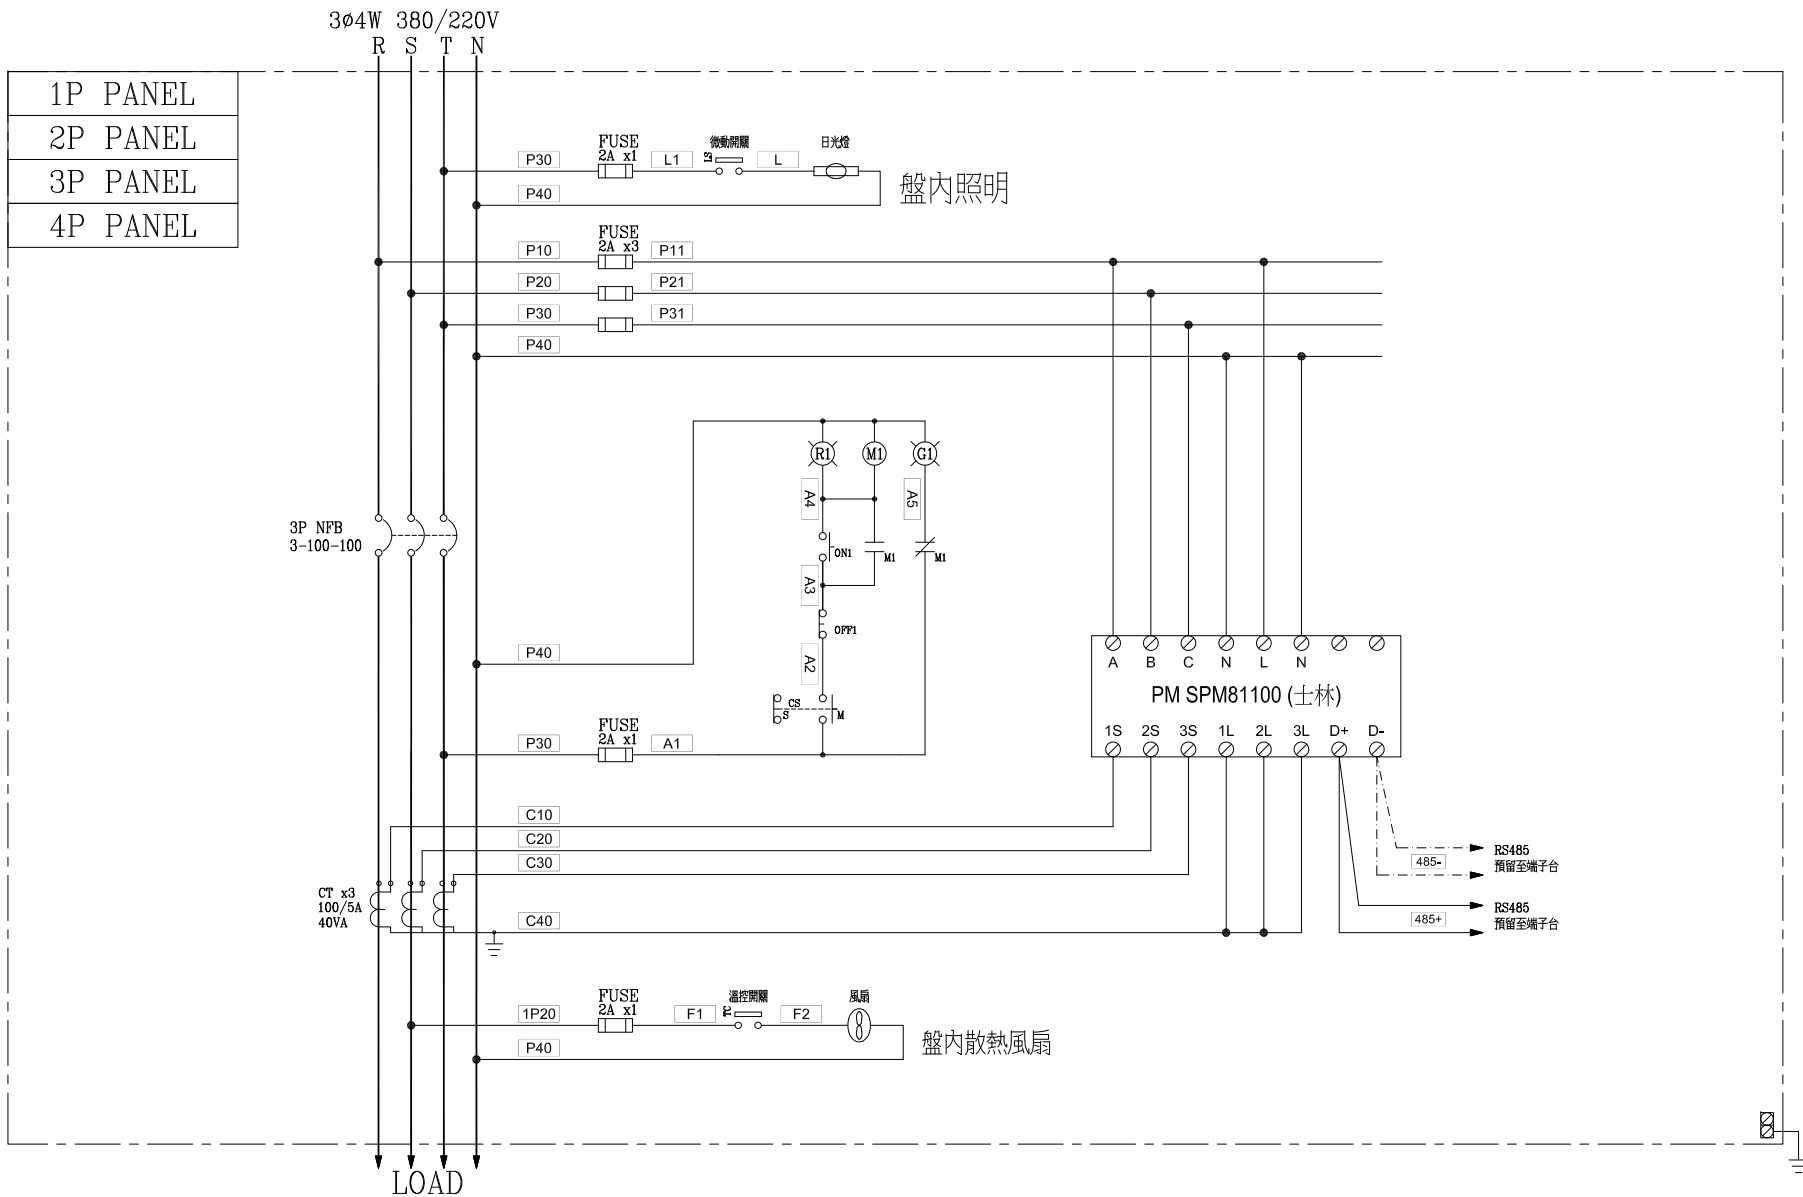 3ø4W 380/220V
R S T N
1P PANEL
2P PANEL
3P PANEL
4P PANEL
P30
FUSE
2A x1
L1
LS
微動開關
L
日光燈
P40
盤內照明
FUSE
2A x3
P10
P11
P20
P21
P30
P31
P40
R1
M1
G1
A4
A5
3P NFB
3-100-100
ON1
M1
M1
A3
OFF1
P40
A2
CS
S
M
P30
FUSE
2A x1
A1
A B C N L N
PM SPM81100 (士林)
1S 2S 3S 1L 2L 3L D+ D-
C10
C20
C30
CT x3
100/5A
40VA
C40
485-
RS485
預留至端子台
485+
RS485
預留至端子台
1P20
FUSE
2A x1
F1
TC
溫控開關
F2
風扇
P40
盤內散熱風扇
LOAD